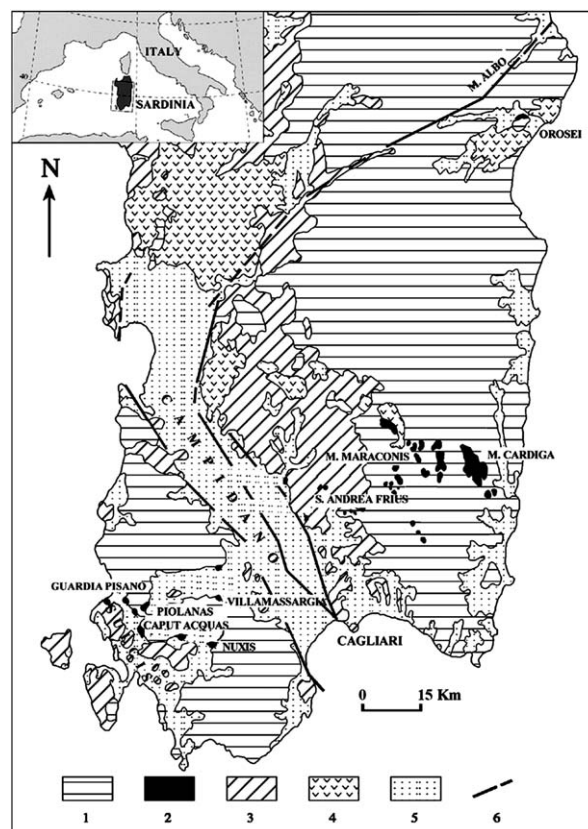 ITALY
SARDINIA
N
M. ALBO
OROSEI
CAMPIDANO
M. MARACONIS
M. CARDIGA
S. ANDREA FRIUS
GUARDIA PISANO
VILLAMASSARGIA
PIOLANAS
CAPUT ACQUAS
SULCIS
NUXIS
CAGLIARI
0 15 Km
1 2 3 4 5 6